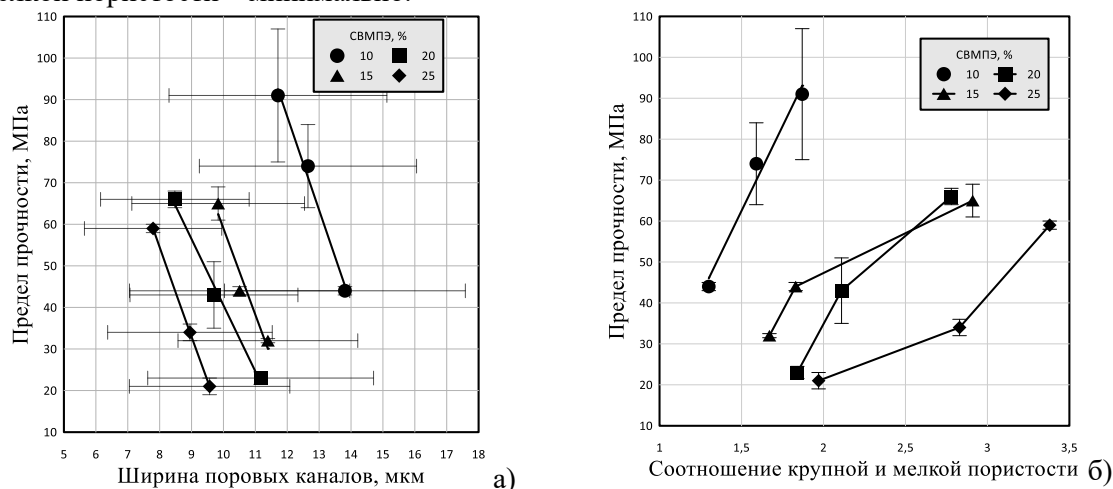 пористости – минимально.
Предел прочности, МПа
110
100
90
80
70
60
50
40
30
20
10
СВМПЭ, %
10 20
15 25
5 6 7 8 9 10 11 12 13 14 15 16 17 18
Ширина поровых каналов, мкм
а)
Предел прочности, МПа
110
100
90
80
70
60
50
40
30
20
10
СВМПЭ, %
10 20
15 25
1 1,5 2 2,5 3 3,5
Соотношение крупной и мелкой пористости
б)